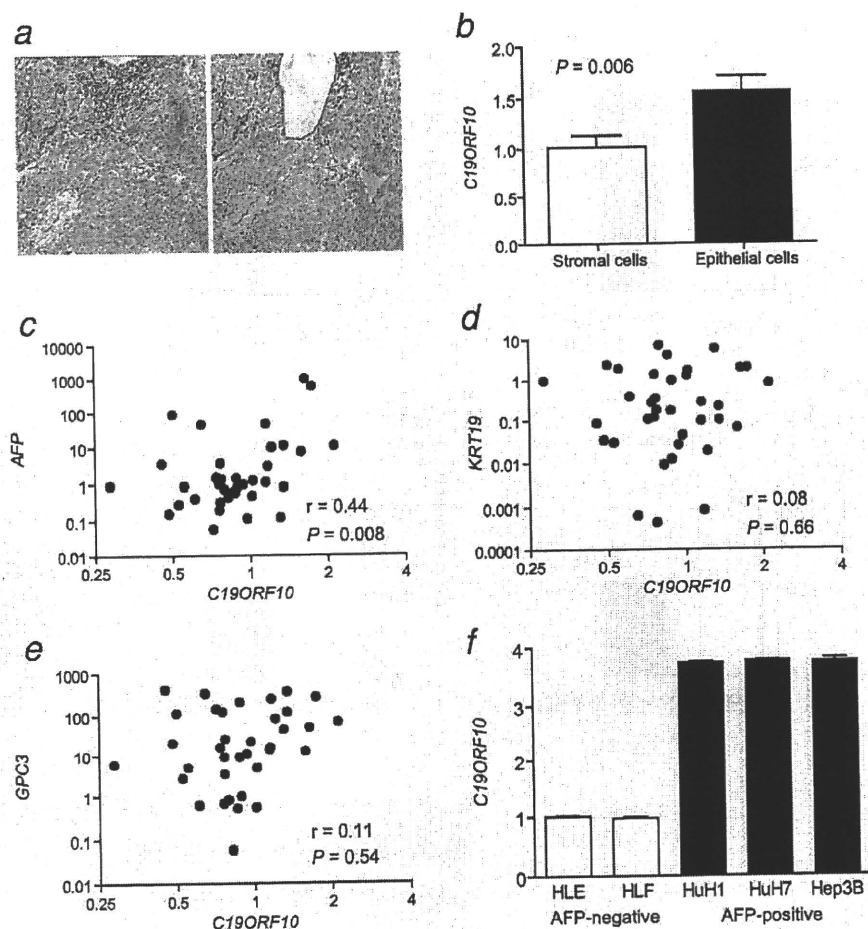 a
b
2.0
1.5
1.0
0.5
0.0
C19ORF10
P = 0.006
Stromal cells
Epithelial cells
c
10000
1000
100
10
1
0.1
0.01
AFP
r = 0.44
P = 0.008
0.25 0.5 1 2 4
C19ORF10
d
10
1
0.1
0.01
0.001
0.0001
KRT19
r = 0.08
P = 0.66
0.25 0.5 1 2 4
C19ORF10
e
1000
100
10
1
0.1
0.01
GPC3
r = 0.11
P = 0.54
0.25 0.5 1 2 4
C19ORF10
f
4
3
2
1
0
C19ORF10
HLE HLF HuH1 HuH7 Hep3B
AFP-negative AFP-positive